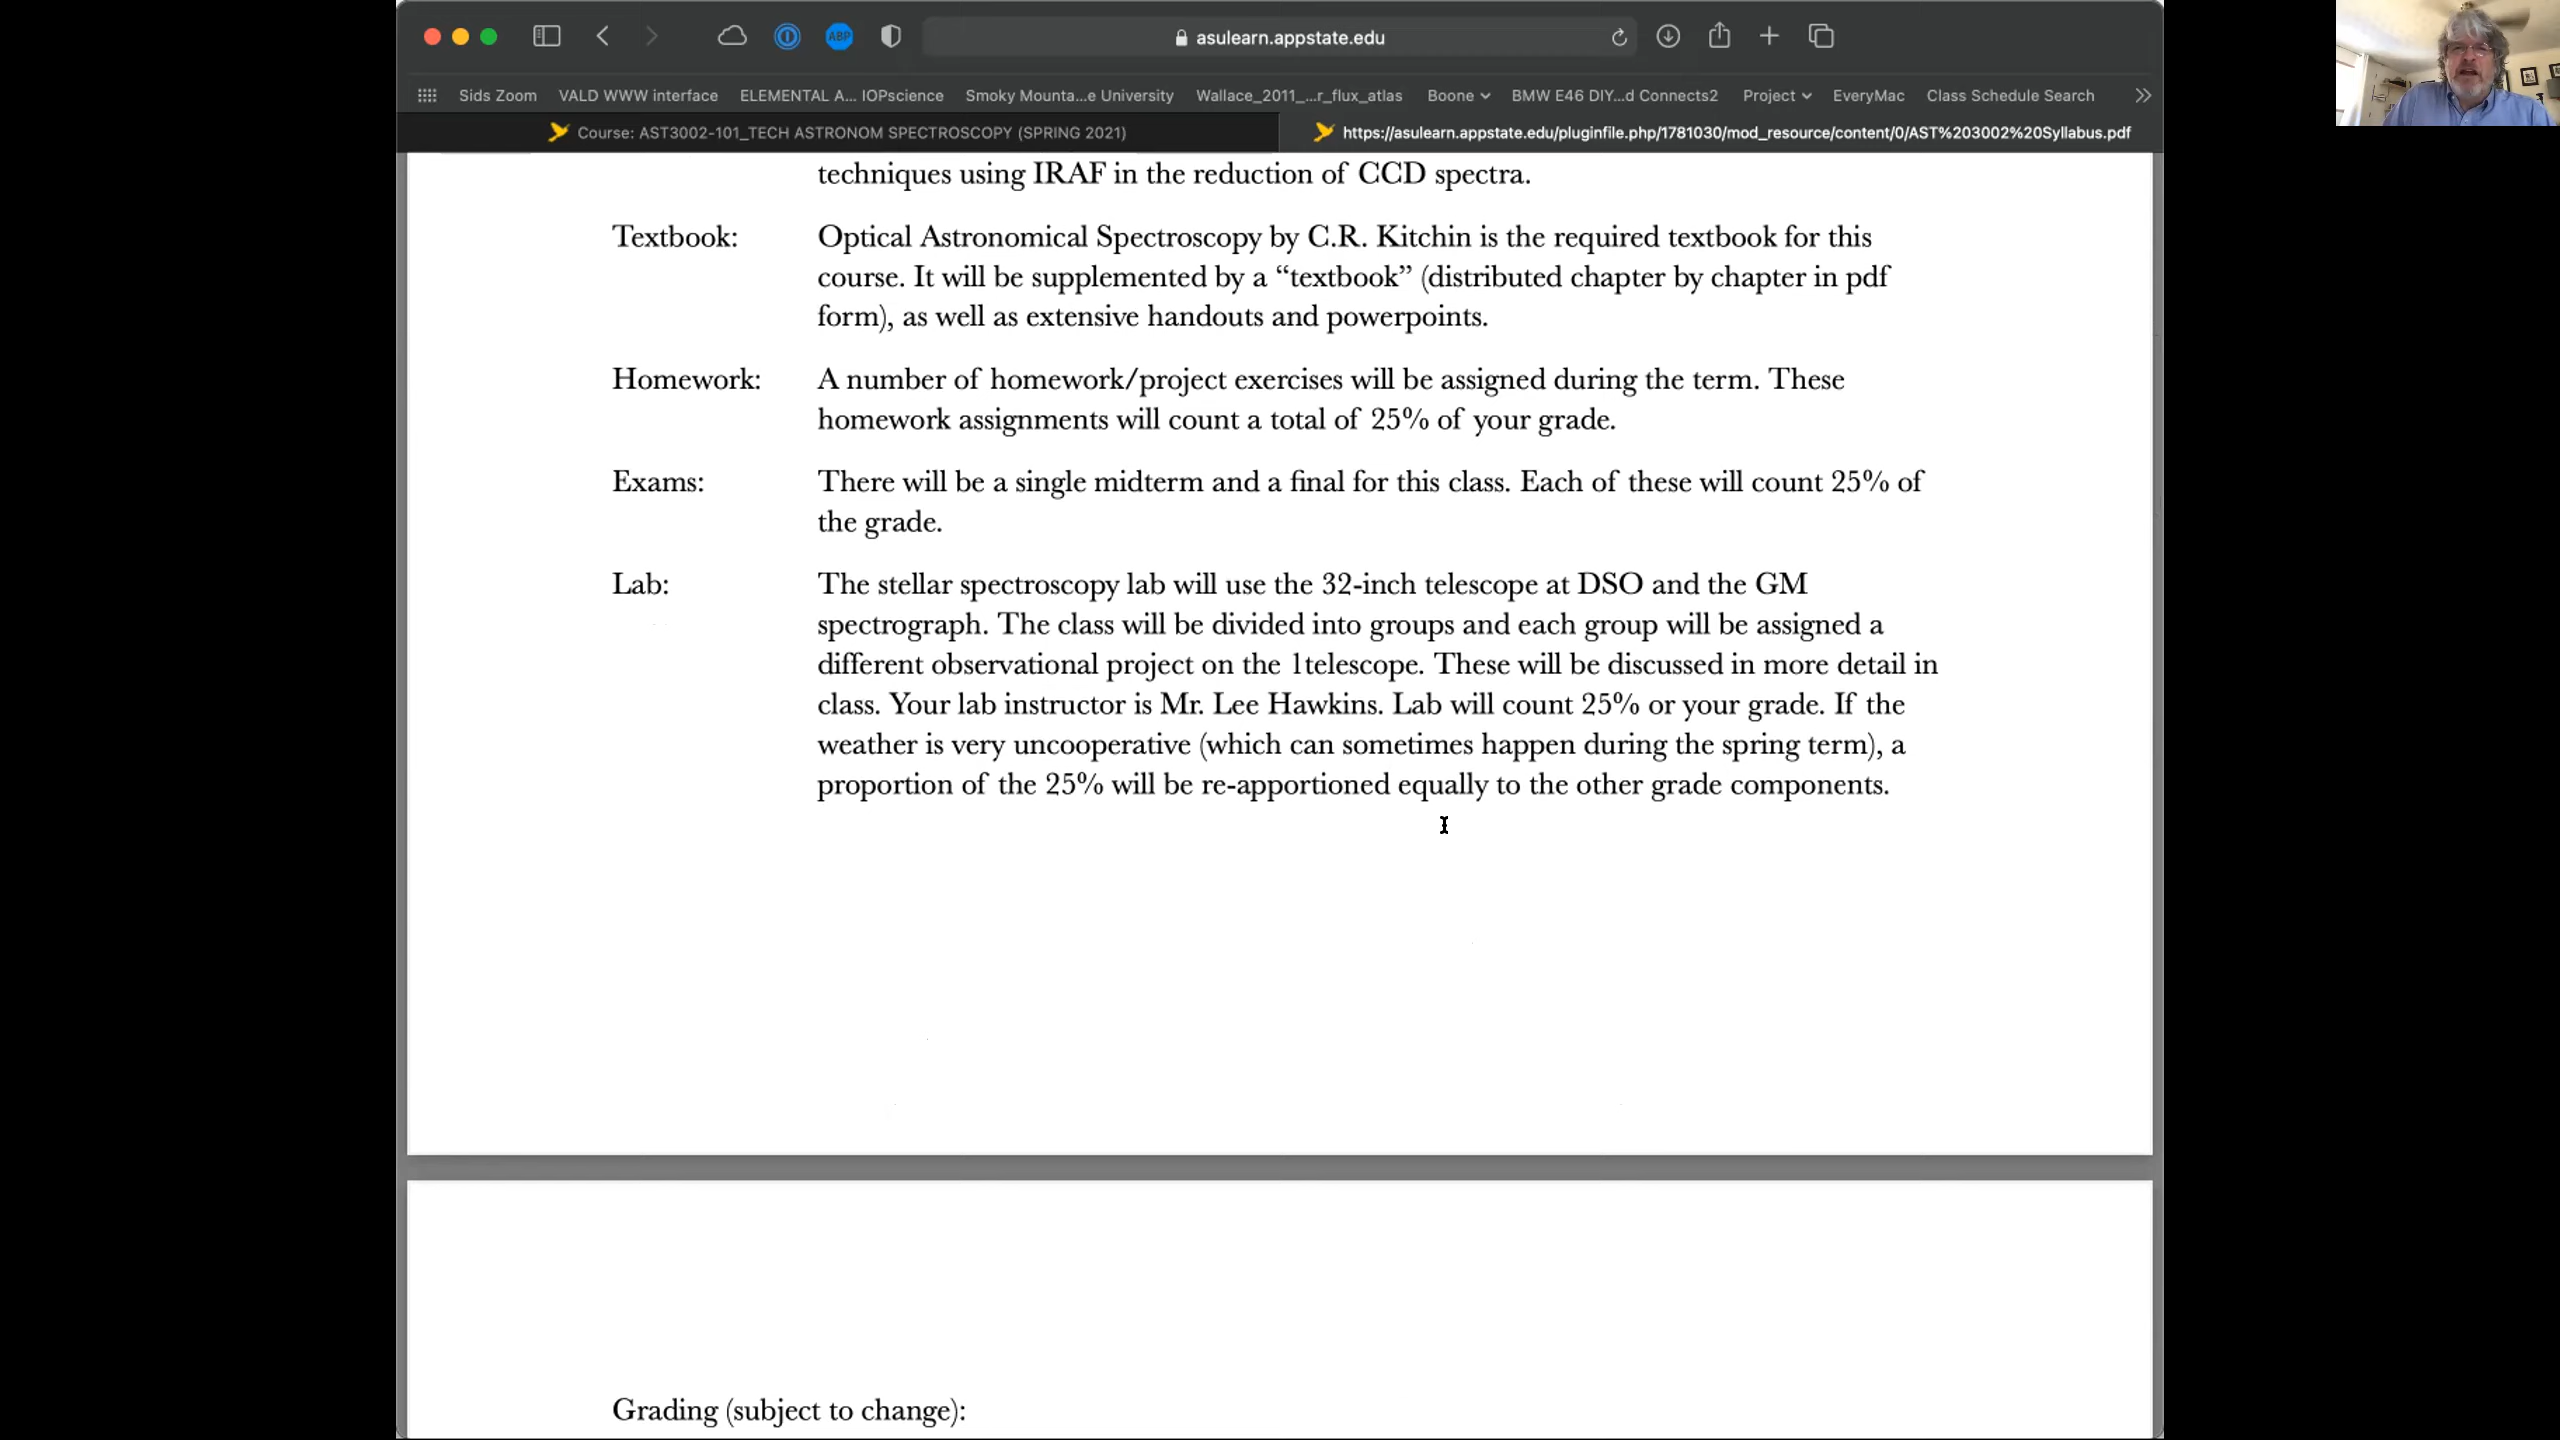 asulearn.appstate.edu
ABP
Sids Zoom VALD WWW interface ELEMENTAL A... IOPscience Smoky Mounta...e University Wallace_2011_...r_flux_atlas Boone BMW E46 DIY...d Connects2 Project EveryMac Class Schedule Search
Course: AST3002-101_TECH ASTRONOM SPECTROSCOPY (SPRING 2021) https://asulearn.appstate.edu/pluginfile.php/1781030/mod_resource/content/0/AST%203002%20Syllabus.pdf
techniques using IRAF in the reduction of CCD spectra.
Textbook: Optical Astronomical Spectroscopy by C.R. Kitchin is the required textbook for this
course. It will be supplemented by a “textbook” (distributed chapter by chapter in pdf
form), as well as extensive handouts and powerpoints.
Homework: A number of homework/project exercises will be assigned during the term. These
homework assignments will count a total of 25% of your grade.
Exams: There will be a single midterm and a final for this class. Each of these will count 25% of
the grade.
Lab: The stellar spectroscopy lab will use the 32-inch telescope at DSO and the GM
spectrograph. The class will be divided into groups and each group will be assigned a
different observational project on the 1telescope. These will be discussed in more detail in
class. Your lab instructor is Mr. Lee Hawkins. Lab will count 25% or your grade. If the
weather is very uncooperative (which can sometimes happen during the spring term), a
proportion of the 25% will be re-apportioned equally to the other grade components.
Grading (subject to change):